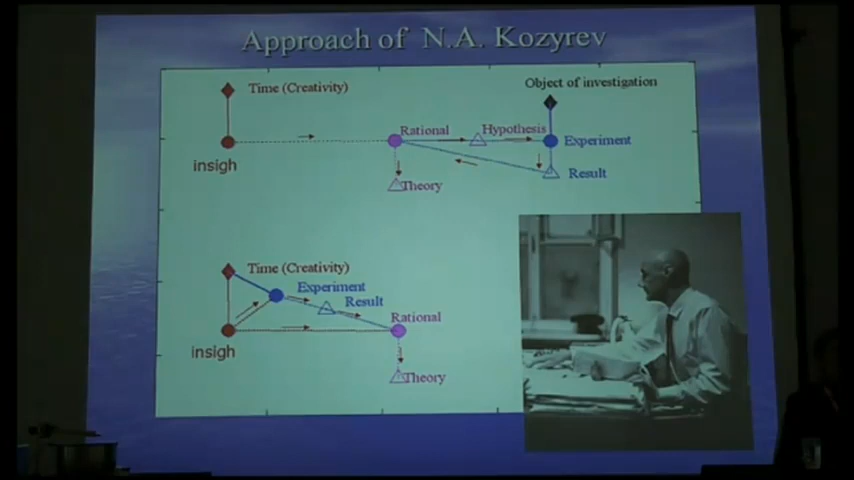 Approach of N.A. Kozyrev
Time (Creativity)
Object of investigation
Rational
Hypothesis
Experiment
insigh
Result
Theory
Time (Creativity)
Experiment
Result
Rational
insigh
Theory